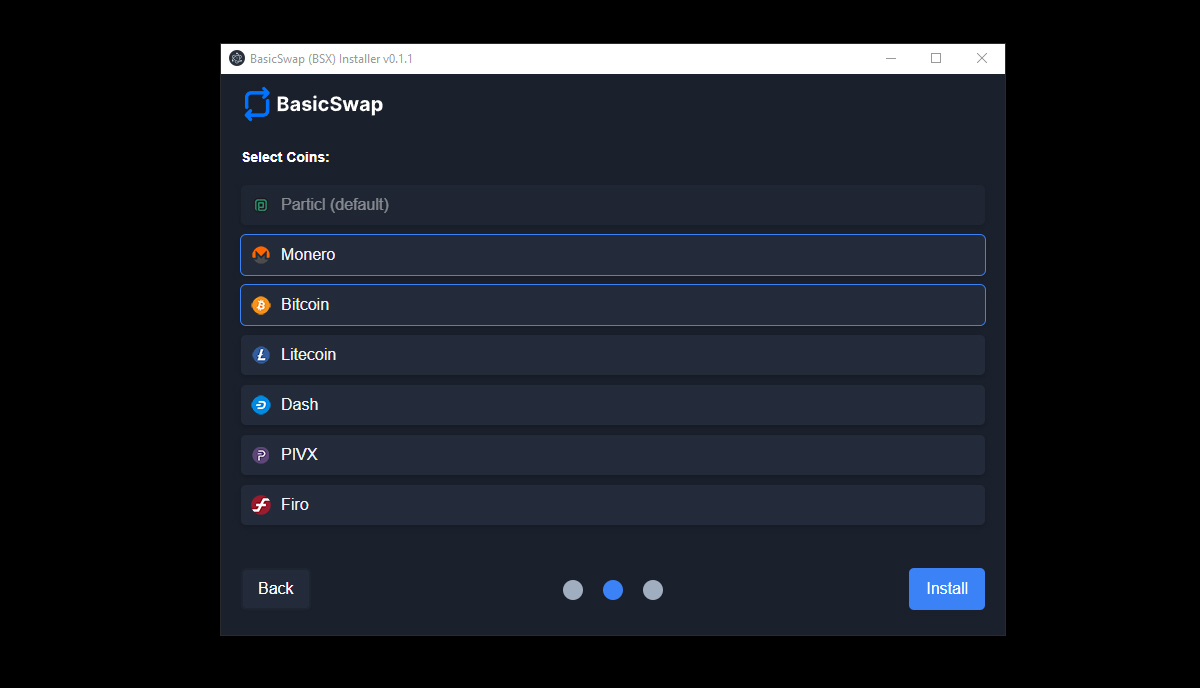 BasicSwap (BSX) Installer v0.1.1
BasicSwap
Select Coins:
Particl (default)
Monero
Bitcoin
Litecoin
Dash
PIVX
Firo
Back
Install